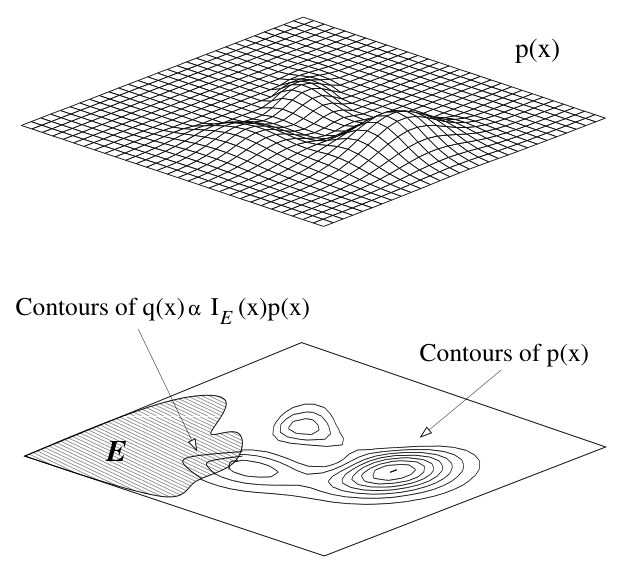 p(x)
Contours of q(x) α I_E (x)p(x)
Contours of p(x)
E